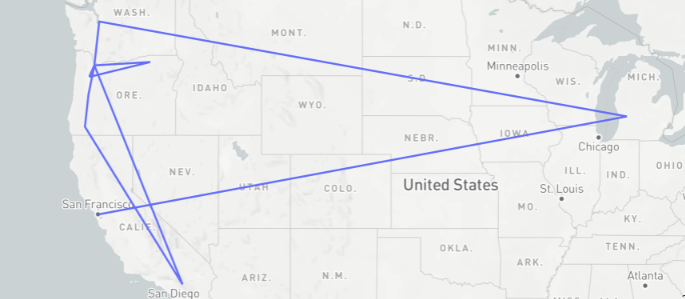 WASH.
MONT.
N.D.
MINN.
Minneapolis
S.D.
WIS.
MICH.
ORE.
IDAHO
WYO.
IOWA
NEBR.
Chicago
NEV.
UTAH
COLO.
United States
ILL.
IND.
OHIO
St. Louis
San Francisco
CALIF.
MO.
KY.
OKLA.
TENN.
ARIZ.
N.M.
ARK.
Atlanta
San Diego